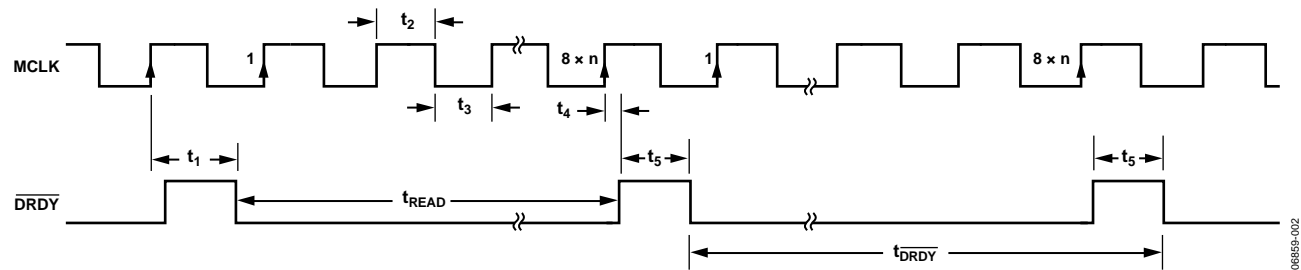 t2
MCLK
1
8 × n
1
8 × n
t3
t4
t1
t5
t5
DRDY
tREAD
tDRDY
06859-002